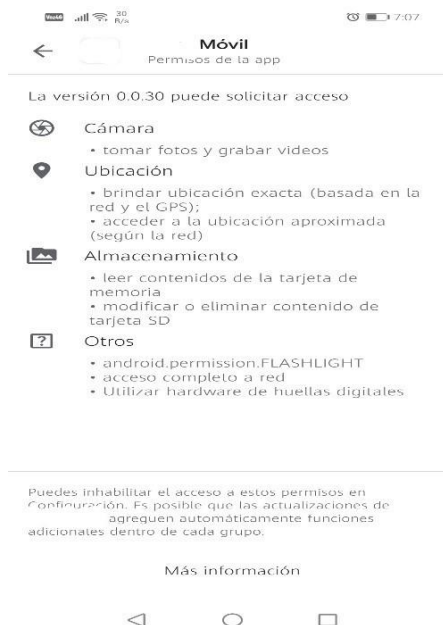 30
B/s
7:07
Móvil
Permisos de la app
La versión 0.0.30 puede solicitar acceso
Cámara
• tomar fotos y grabar videos
Ubicación
• brindar ubicación exacta (basada en la
red y el GPS);
• acceder a la ubicación aproximada
(según la red)
Almacenamiento
• leer contenidos de la tarjeta de
memoria
• modificar o eliminar contenido de
tarjeta SD
Otros
• android.permission.FLASHLIGHT
• acceso completo a red
• Utilizar hardware de huellas digitales
Puedes inhabilitar el acceso a estos permisos en
Configuración. Es posible que las actualizaciones de
agreguen automáticamente funciones
adicionales dentro de cada grupo.
Más información